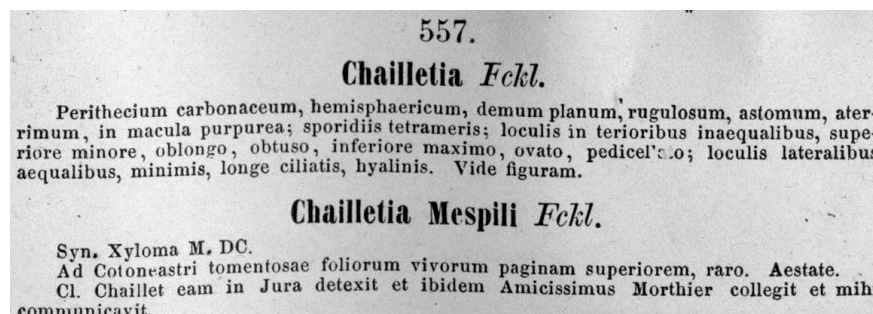 557.
Chailletia Fckl.
Perithecium carbonaceum, hemisphaericum, demum planum, rugulosum, astomum, ater-
rimum, in macula purpurea; sporidiis tetrameris; loculis in terioribus inaequalibus, supe-
riore minore, oblongo, obtuso, inferiore maximo, ovato, loculis lateralibus
aequalibus, minimis, longe ciliatis, hyalinis. Vide figuram.
Chailletia Mespili Fckl.
Syn. Xyloma M. DC.
Ad Cotoneastri tomentosae foliorum vivorum paginam superiorem, raro. Aestate.
Cl. Chaillet eam in Jura detexit et ibidem Amicissimus Morthier collegit et mih
communicavit